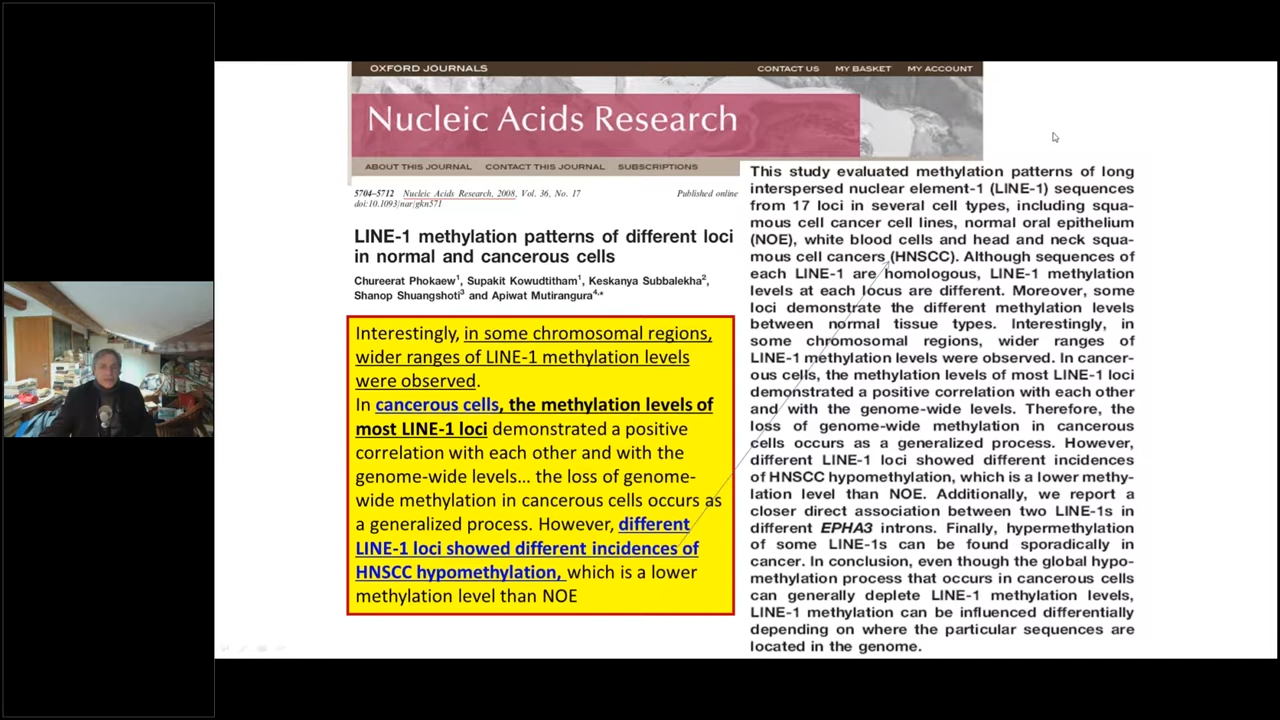 OXFORD JOURNALS
CONTACT US MY BASKET MY ACCOUNT
Nucleic Acids Research
ABOUT THIS JOURNAL CONTACT THIS JOURNAL SUBSCRIPTIONS
5704–5712 Nucleic Acids Research, 2008, Vol. 36, No. 17 Published online
doi:10.1093/nar/gkn571
LINE-1 methylation patterns of different loci
in normal and cancerous cells
Chureerat Phokaew1, Supakit Kowudtitham1, Keskanya Subbalekha2,
Shanop Shuangshoti3 and Apiwat Mutirangura4,*
Interestingly, in some chromosomal regions,
wider ranges of LINE-1 methylation levels
were observed.
In cancerous cells, the methylation levels of
most LINE-1 loci demonstrated a positive
correlation with each other and with the
genome-wide levels... the loss of genome-
wide methylation in cancerous cells occurs as
a generalized process. However, different
LINE-1 loci showed different incidences of
HNSCC hypomethylation, which is a lower
methylation level than NOE
This study evaluated methylation patterns of long
interspersed nuclear element-1 (LINE-1) sequences
from 17 loci in several cell types, including squa-
mous cell cancer cell lines, normal oral epithelium
(NOE), white blood cells and head and neck squa-
mous cell cancers (HNSCC). Although sequences of
each LINE-1 are homologous, LINE-1 methylation
levels at each locus are different. Moreover, some
loci demonstrate the different methylation levels
between normal tissue types. Interestingly, in
some chromosomal regions, wider ranges of
LINE-1 methylation levels were observed. In cancer-
ous cells, the methylation levels of most LINE-1 loci
demonstrated a positive correlation with each other
and with the genome-wide levels. Therefore, the
loss of genome-wide methylation in cancerous
cells occurs as a generalized process. However,
different LINE-1 loci showed different incidences
of HNSCC hypomethylation, which is a lower methy-
lation level than NOE. Additionally, we report a
closer direct association between two LINE-1s in
different EPHA3 introns. Finally, hypermethylation
of some LINE-1s can be found sporadically in
cancer. In conclusion, even though the global hypo-
methylation process that occurs in cancerous cells
can generally deplete LINE-1 methylation levels,
LINE-1 methylation can be influenced differentially
depending on where the particular sequences are
located in the genome.